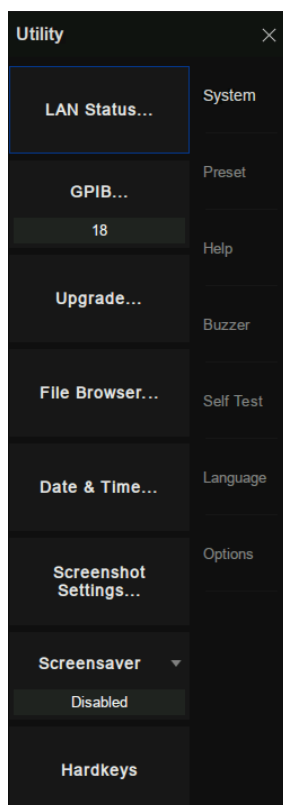 Utility
LAN Status...
GPIB...
18
Upgrade...
File Browser...
Date & Time...
Screenshot
Settings...
Screensaver
Disabled
Hardkeys
System
Preset
Help
Buzzer
Self Test
Language
Options